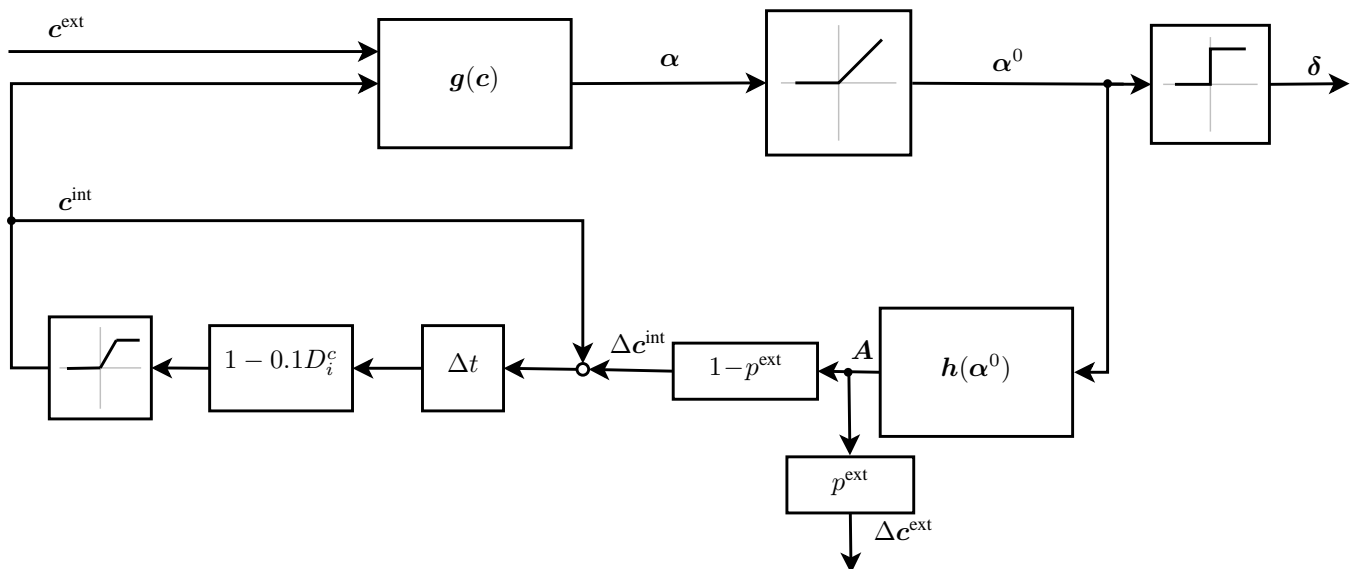 c^ext
g(c)
α
α^0
δ
c^int
1 − 0.1D_i^c
Δt
Δc^int
1−p^ext
A
h(α^0)
p^ext
Δc^ext